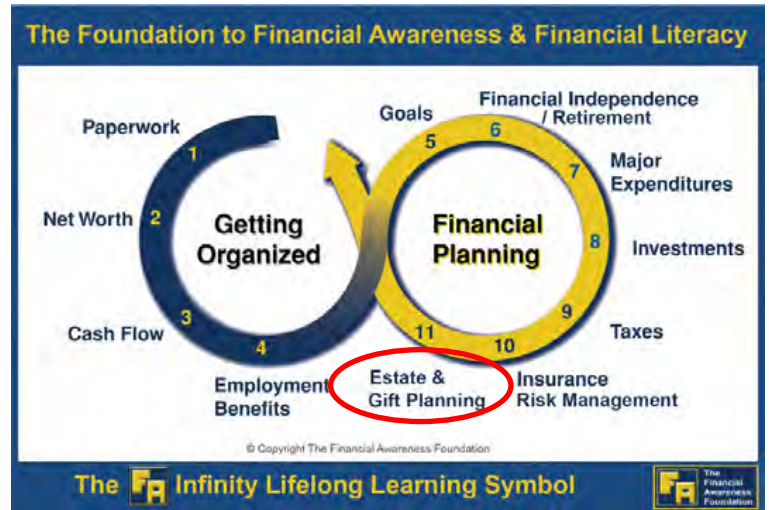 The Foundation to Financial Awareness & Financial Literacy
Paperwork
1
Net Worth
2
Cash Flow
3
4
Employment
Benefits
Getting
Organized
Goals
5
Financial Independence
/ Retirement
6
7
Major
Expenditures
8
Investments
9
Taxes
10
Insurance
Risk Management
11
Estate &
Gift Planning
Financial
Planning
© Copyright The Financial Awareness Foundation
The FA Infinity Lifelong Learning Symbol
FA
The
Financial
Awareness
Foundation